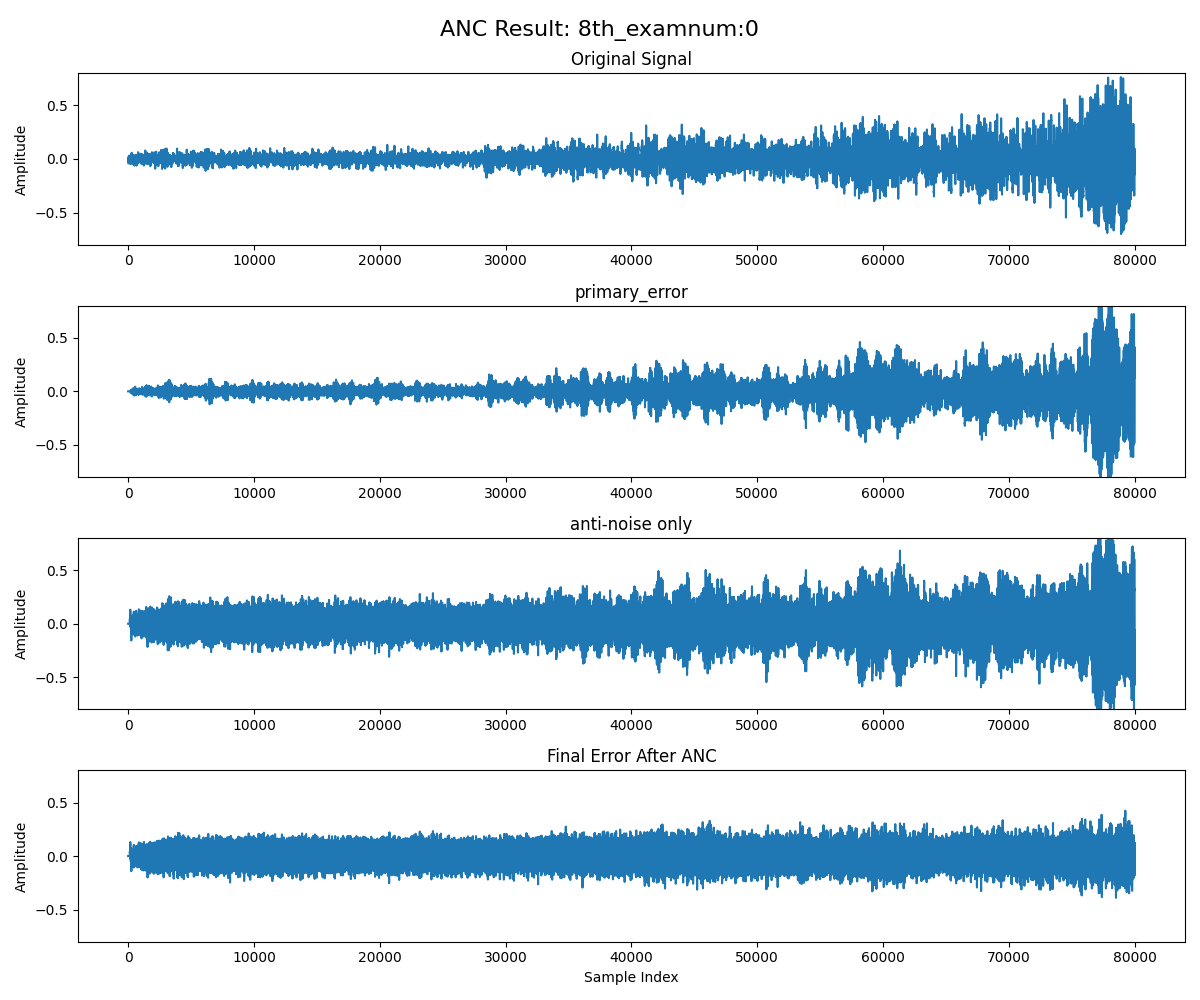 ANC Result: 8th_examnum:0
Original Signal
Amplitude
0.5
0.0
−0.5
0 10000 20000 30000 40000 50000 60000 70000 80000
primary_error
Amplitude
0.5
0.0
−0.5
0 10000 20000 30000 40000 50000 60000 70000 80000
anti-noise only
Amplitude
0.5
0.0
−0.5
0 10000 20000 30000 40000 50000 60000 70000 80000
Final Error After ANC
Amplitude
0.5
0.0
−0.5
0 10000 20000 30000 40000 50000 60000 70000 80000
Sample Index